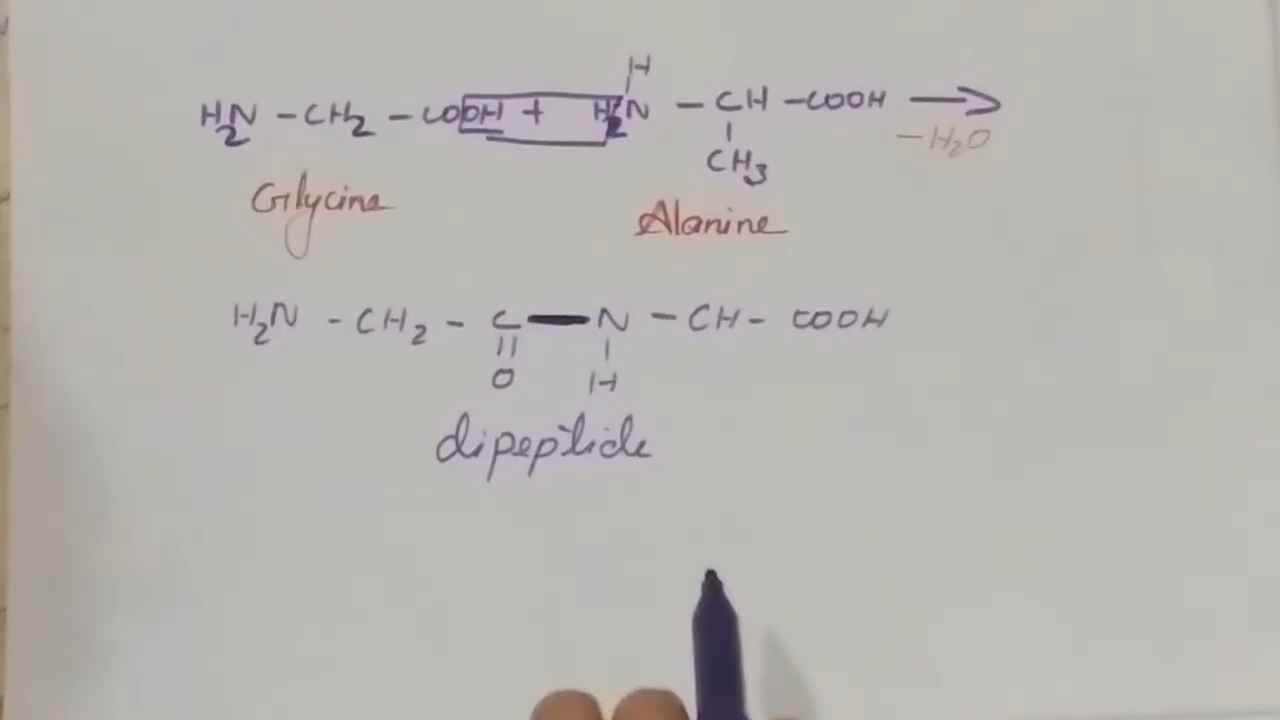 H
H₂N - CH₂ - COOH + H₂N - CH - COOH ⟶
CH₃
-H₂O
Glycine
Alanine
H₂N - CH₂ - C - N - CH - COOH
O H
dipeptide